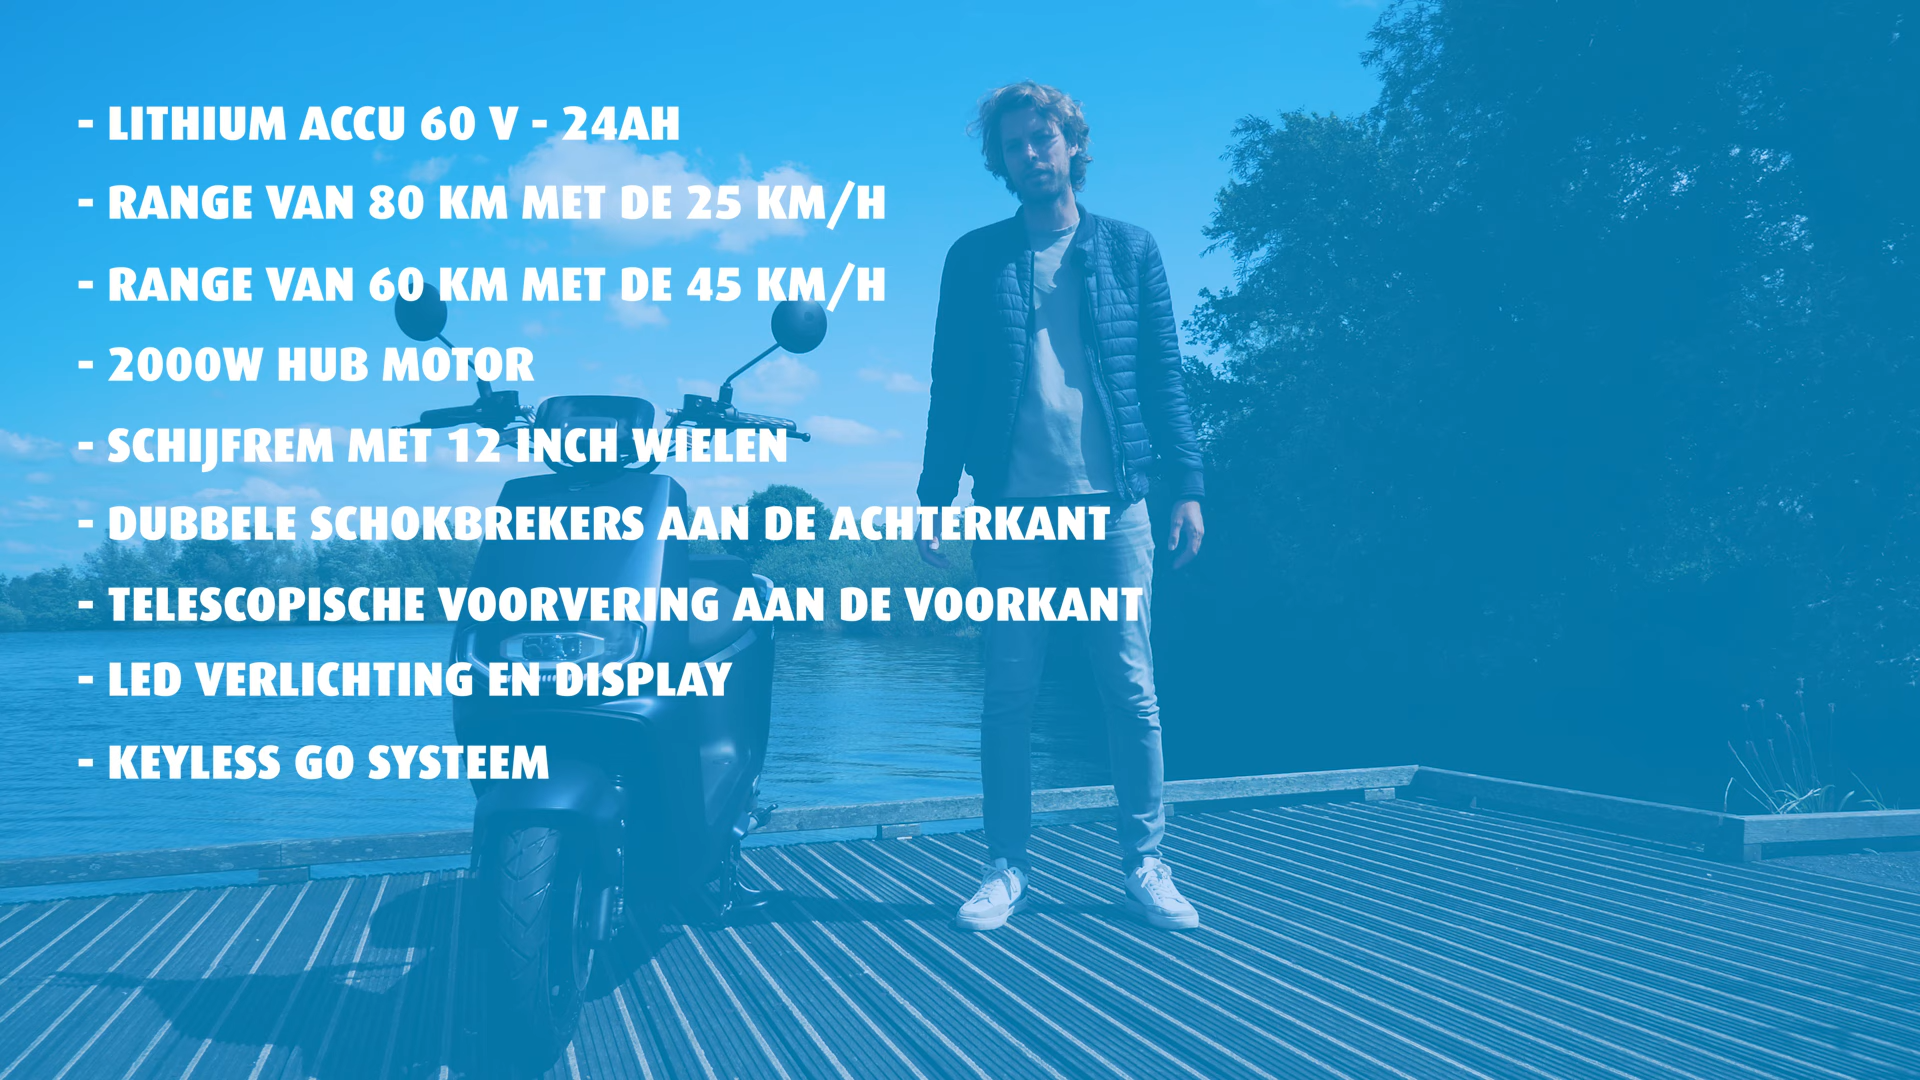 - LITHIUM ACCU 60 V - 24AH
- RANGE VAN 80 KM MET DE 25 KM/H
- RANGE VAN 60 KM MET DE 45 KM/H
- 2000W HUB MOTOR
- SCHIJFREM MET 12 INCH WIELEN
- DUBBELE SCHOKBREKERS AAN DE ACHTERKANT
- TELESCOPISCHE VOORVERING AAN DE VOORKANT
- LED VERLICHTING EN DISPLAY
- KEYLESS GO SYSTEEM